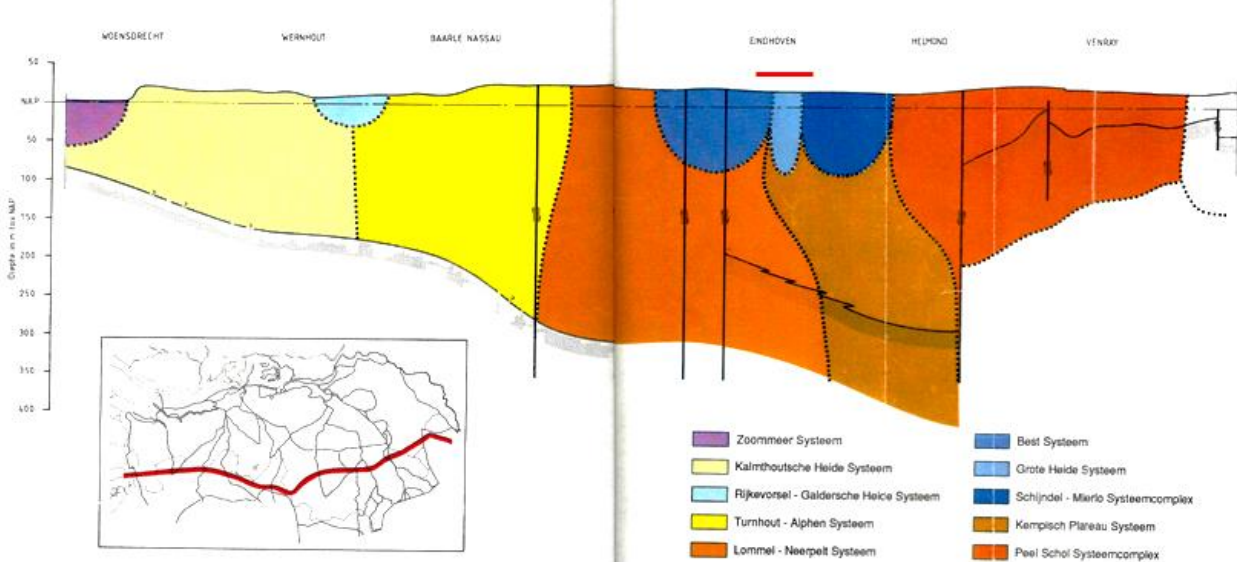 WOENSDRECHT WERNHOUT BAARLE NASSAU EINDHOVEN HELMOND VENRAY
50
NAP
50
100
150
200
250
300
350
400
Diepte in m t.o.v. NAP
Zoommeer Systeem
Kalmthoutsche Heide Systeem
Rijkevorsel - Galdersche Heide Systeem
Turnhout - Alphen Systeem
Lommel - Neerpelt Systeem
Best Systeem
Grote Heide Systeem
Schijndel - Mierlo Systeemcomplex
Kempisch Plareau Systeem
Peel Schol Systeemcomplex